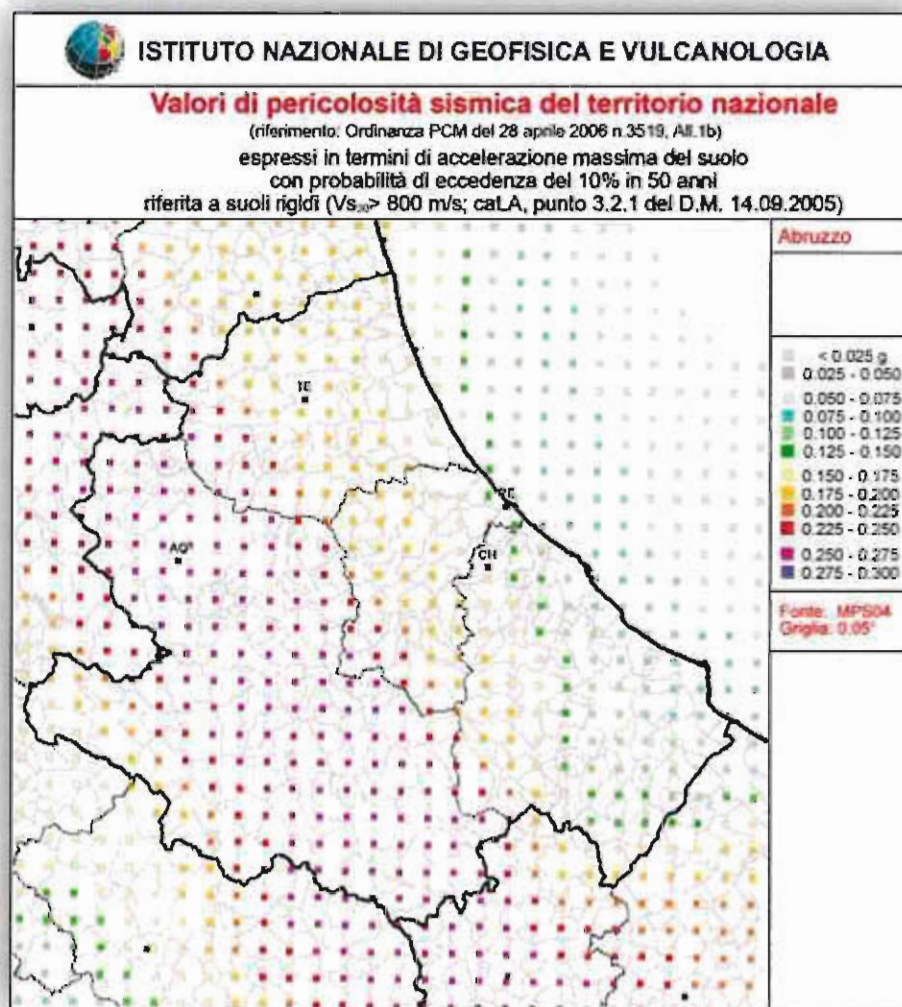 ISTITUTO NAZIONALE DI GEOFISICA E VULCANOLOGIA
Valori di pericolosità sismica del territorio nazionale
(riferimento: Ordinanza PCM del 28 aprile 2006 n.3519, All.1b)
espressi in termini di accelerazione massima del suolo
con probabilità di eccedenza del 10% in 50 anni
riferita a suoli rigidi (Vs₃₀> 800 m/s; cat.A, punto 3.2.1 del D.M. 14.09.2005)
Abruzzo
< 0.025 g
0.025 - 0.050
0.050 - 0.075
0.075 - 0.100
0.100 - 0.125
0.125 - 0.150
0.150 - 0.175
0.175 - 0.200
0.200 - 0.225
0.225 - 0.250
0.250 - 0.275
0.275 - 0.300
Fonte: MPS04
Griglia: 0.05°
TE
PE
AQ
CH